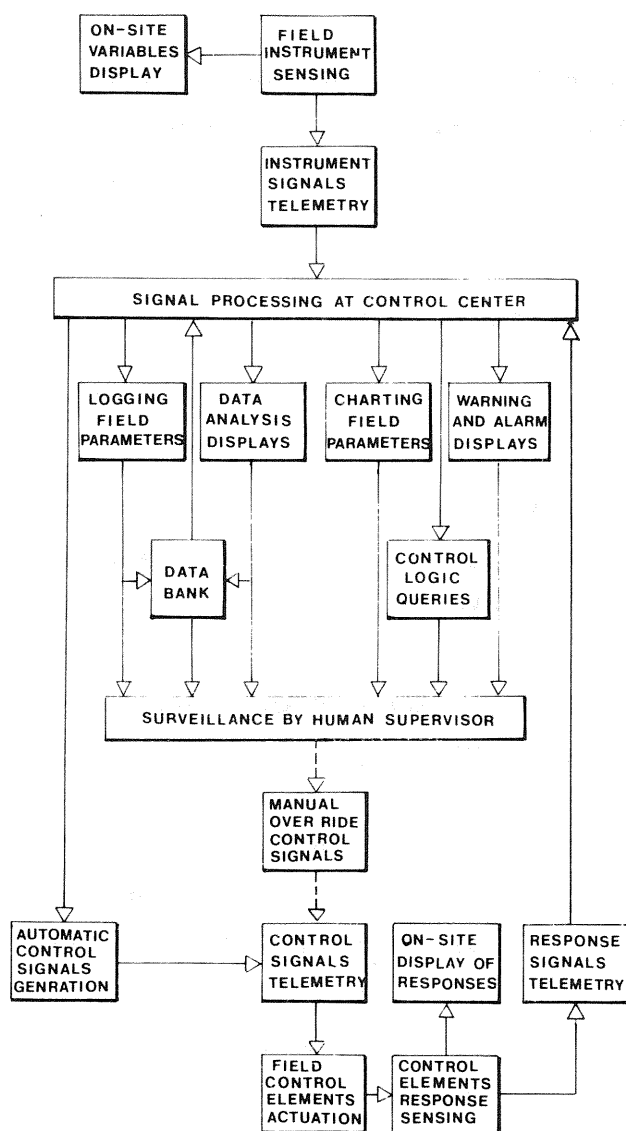 ON-SITE
VARIABLES
DISPLAY
FIELD
INSTRUMENT
SENSING
INSTRUMENT
SIGNALS
TELEMETRY
SIGNAL PROCESSING AT CONTROL CENTER
LOGGING
FIELD
PARAMETERS
DATA
ANALYSIS
DISPLAYS
CHARTING
FIELD
PARAMETERS
WARNING
AND ALARM
DISPLAYS
DATA
BANK
CONTROL
LOGIC
QUERIES
SURVEILLANCE BY HUMAN SUPERVISOR
MANUAL
OVER RIDE
CONTROL
SIGNALS
AUTOMATIC
CONTROL
SIGNALS
GENRATION
CONTROL
SIGNALS
TELEMETRY
ON-SITE
DISPLAY OF
RESPONSES
RESPONSE
SIGNALS
TELEMETRY
FIELD
CONTROL
ELEMENTS
ACTUATION
CONTROL
ELEMENTS
RESPONSE
SENSING